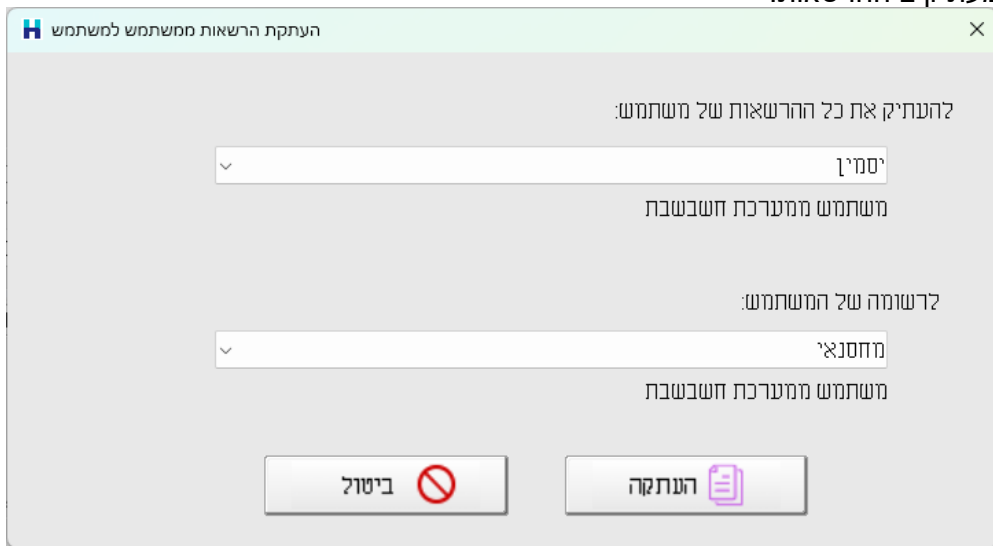 העתקת הרשאות ממשתמש למשתמש
להעתיק את כל ההרשאות של משתמש:
יסמין
משתמש ממערכת חשבשבת
לרשומה של המשתמש:
מחסנאי
משתמש ממערכת חשבשבת
העתקה
ביטול